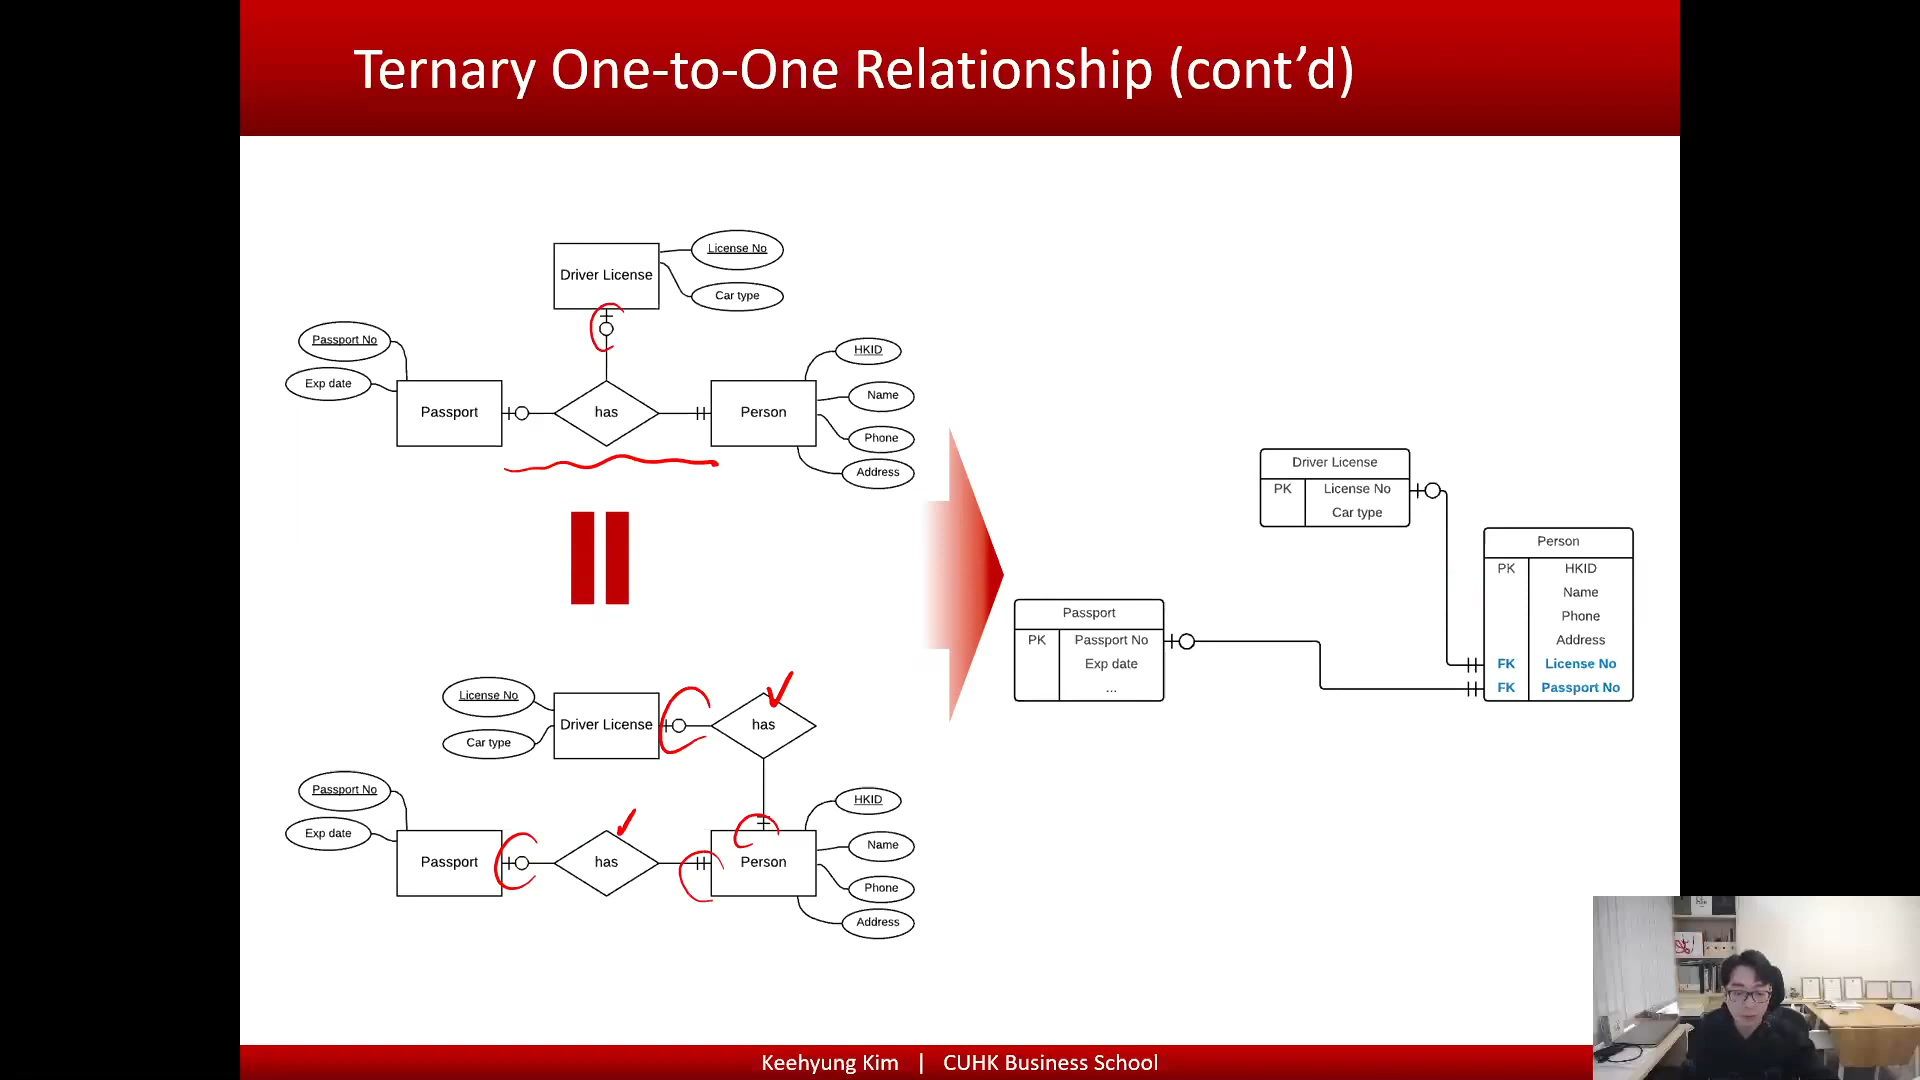 Ternary One-to-One Relationship (cont’d)
Driver License
License No
Car type
Passport No
Exp date
Passport
has
Person
HKID
Name
Phone
Address
License No
Car type
Driver License
has
Passport No
Exp date
Passport
has
Person
HKID
Name
Phone
Address
Driver License
PK License No
Car type
Passport
PK Passport No
Exp date
...
Person
PK HKID
Name
Phone
Address
FK License No
FK Passport No
Keehyung Kim | CUHK Business School